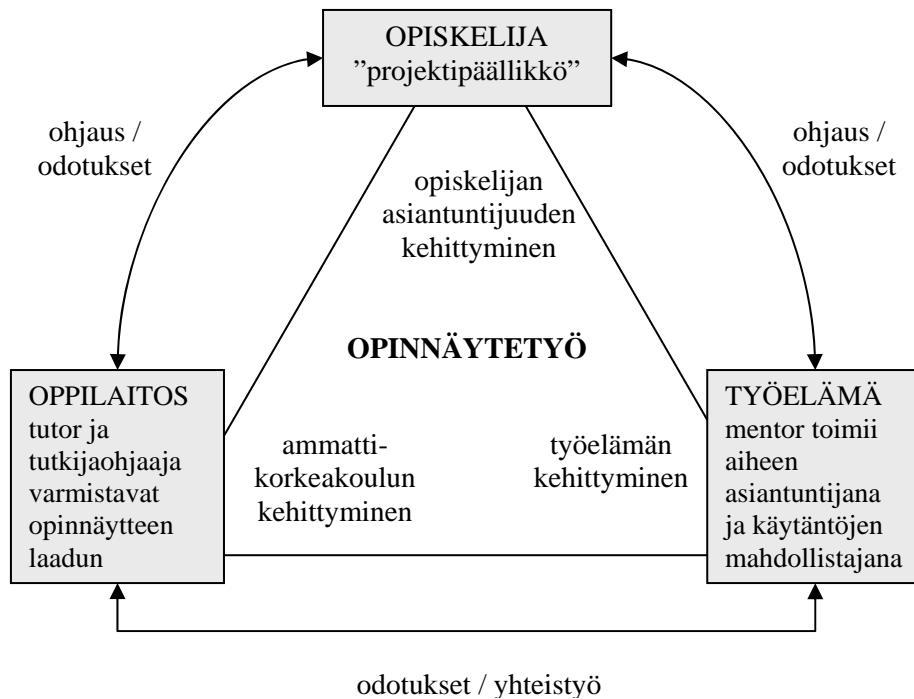 OPISKELIJA
”projektipäällikkö”
ohjaus /
odotukset
ohjaus /
odotukset
opiskelijan
asiantuntijuuden
kehittyminen
OPINNÄYTETYÖ
OPPILAITOS
tutor ja
tutkijaohjaaja
varmistavat
opinnäytteen
laadun
ammatti-
korkeakoulun
kehittyminen
työelämän
kehittyminen
TYÖELÄMÄ
mentor toimii
aiheen
asiantuntijana
ja käytäntöjen
mahdollistajana
odotukset / yhteistyö